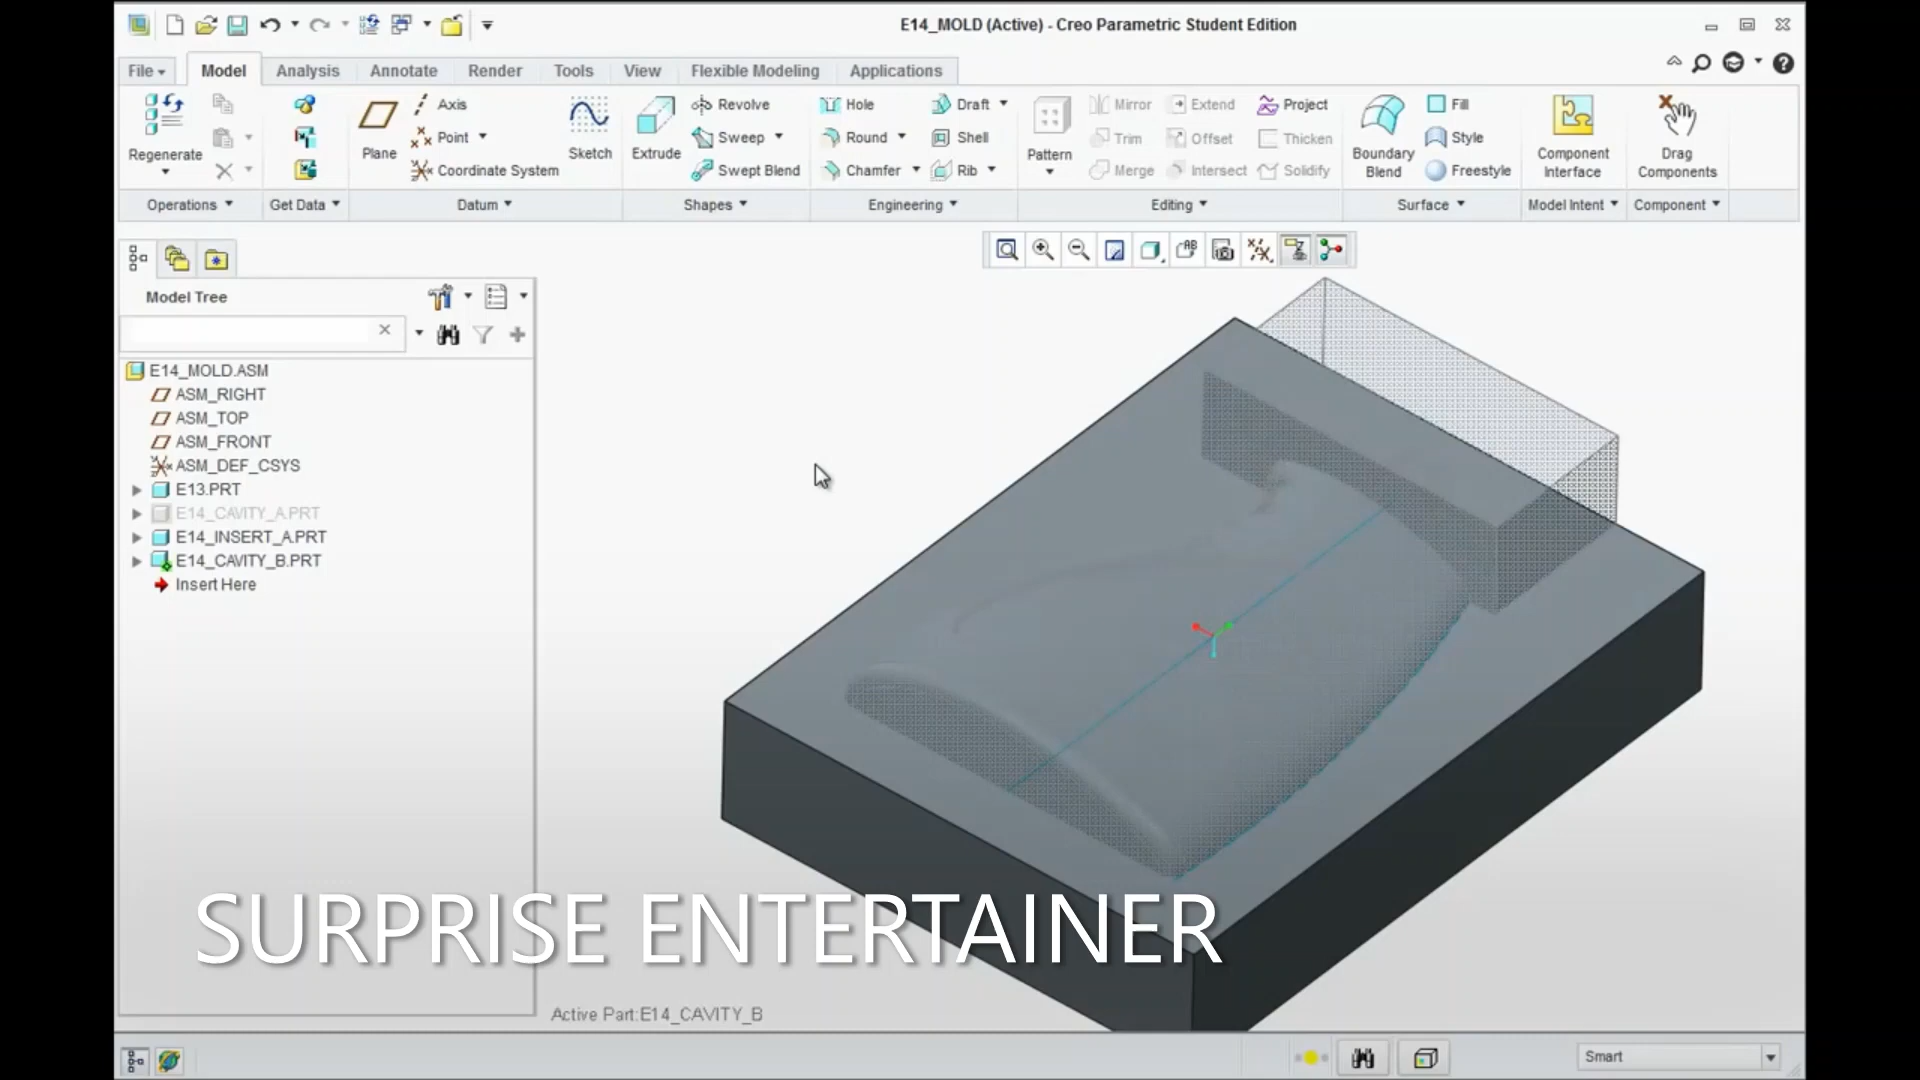 E14_MOLD (Active) - Creo Parametric Student Edition
File Model Analysis Annotate Render Tools View Flexible Modeling Applications
Regenerate
Plane
Axis
Point
Coordinate System
Sketch
Extrude
Revolve
Sweep
Swept Blend
Hole
Round
Chamfer
Draft
Shell
Rib
Pattern
Mirror
Trim
Merge
Extend
Offset
Intersect
Project
Thicken
Solidify
Boundary
Blend
Fill
Style
Freestyle
Component
Interface
Drag
Components
Operations Get Data Datum Shapes Engineering Editing Surface Model Intent Component
Model Tree
E14_MOLD.ASM
ASM_RIGHT
ASM_TOP
ASM_FRONT
ASM_DEF_CSYS
E13.PRT
E14_CAVITY_A.PRT
E14_INSERT_A.PRT
E14_CAVITY_B.PRT
Insert Here
SURPRISE ENTERTAINER
Active Part:E14_CAVITY_B
Smart